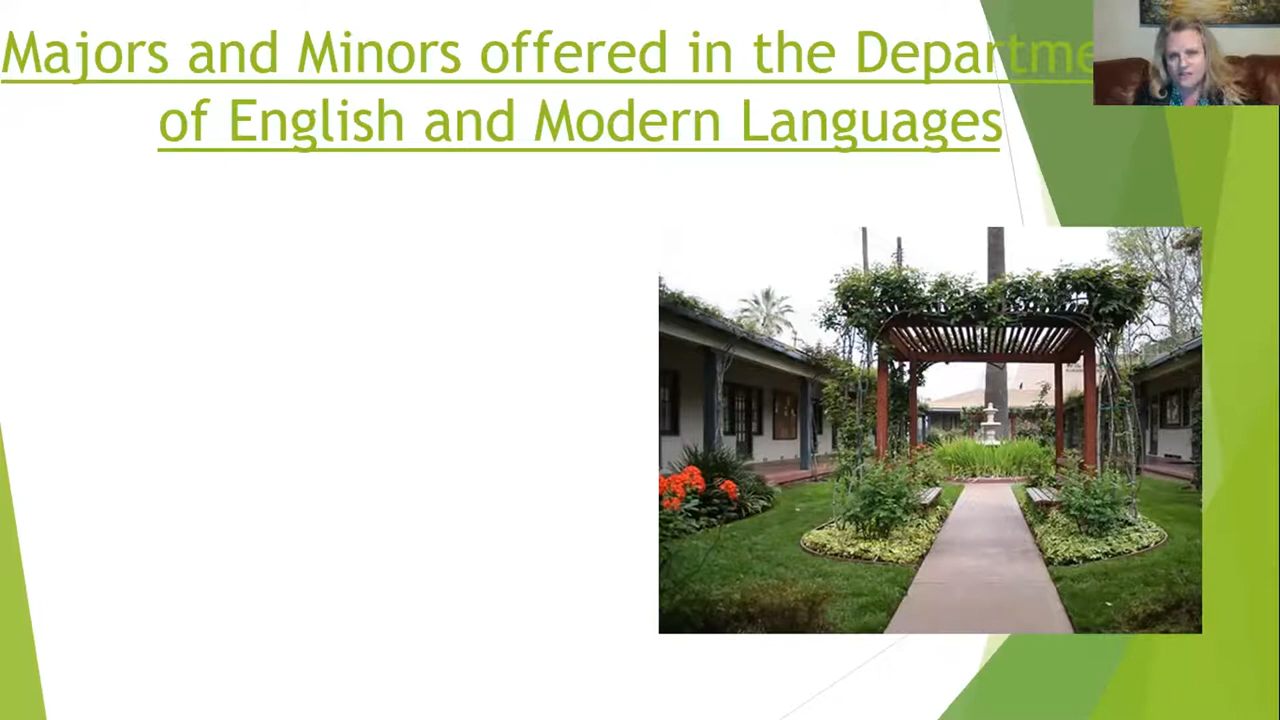 Majors and Minors offered in the Departme
of English and Modern Languages